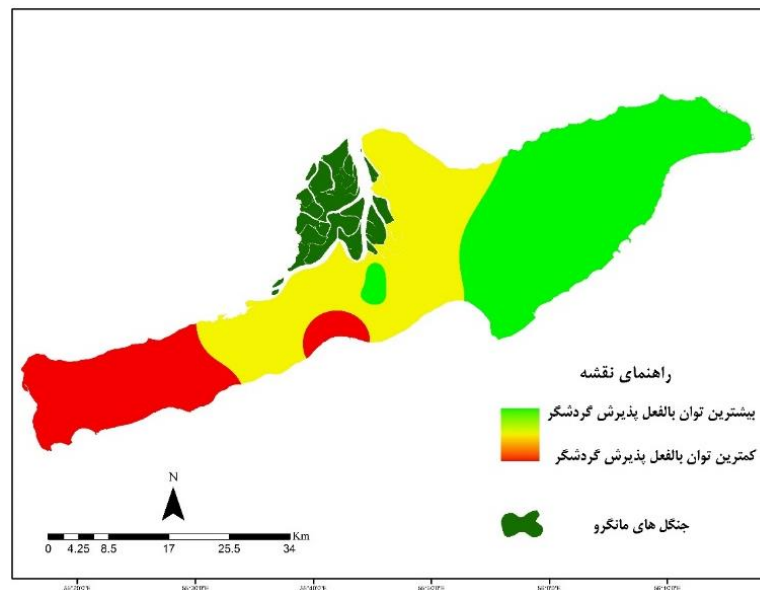 راهنمای نقشه
بیشترین توان بالفعل پذیرش گردشگر
کمترین توان بالفعل پذیرش گردشگر
جنگل های مانگرو
N
Km
0 4.25 8.5 17 25.5 34